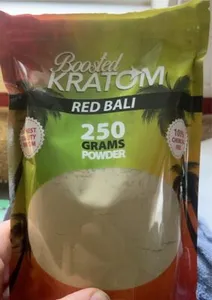 Boosted
KRATOM
RED BALI
250
GRAMS
POWDER